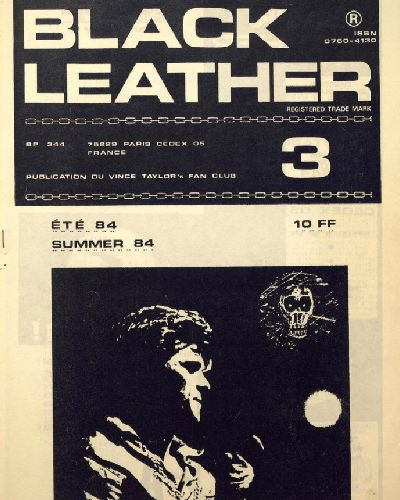 BLACK
LEATHER
®
ISSN
0760-4130
REGISTERED TRADE MARK
BP 344 75229 PARIS CEDEX 05
FRANCE
3
PUBLICATION DU VINCE TAYLOR's FAN CLUB
ÉTÉ 84
10 FF
SUMMER 84